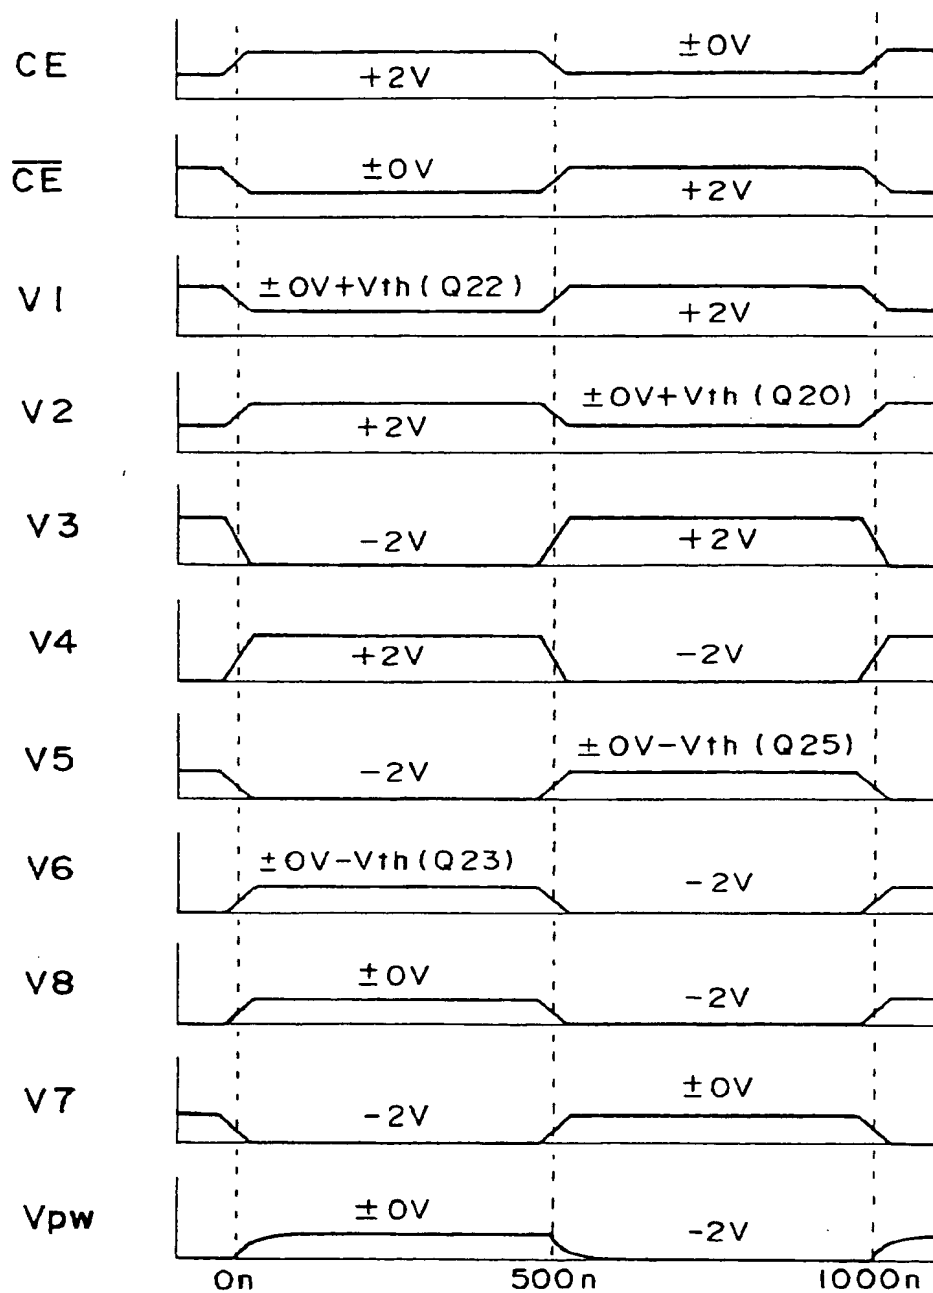 CE
+2V
±0V
C̅E̅
±0V
+2V
V1
±0V+Vth(Q22)
+2V
V2
+2V
±0V+Vth(Q20)
V3
-2V
+2V
V4
+2V
-2V
V5
-2V
±0V-Vth(Q25)
V6
±0V-Vth(Q23)
-2V
V8
±0V
-2V
V7
-2V
±0V
Vpw
±0V
-2V
0n 500n 1000n